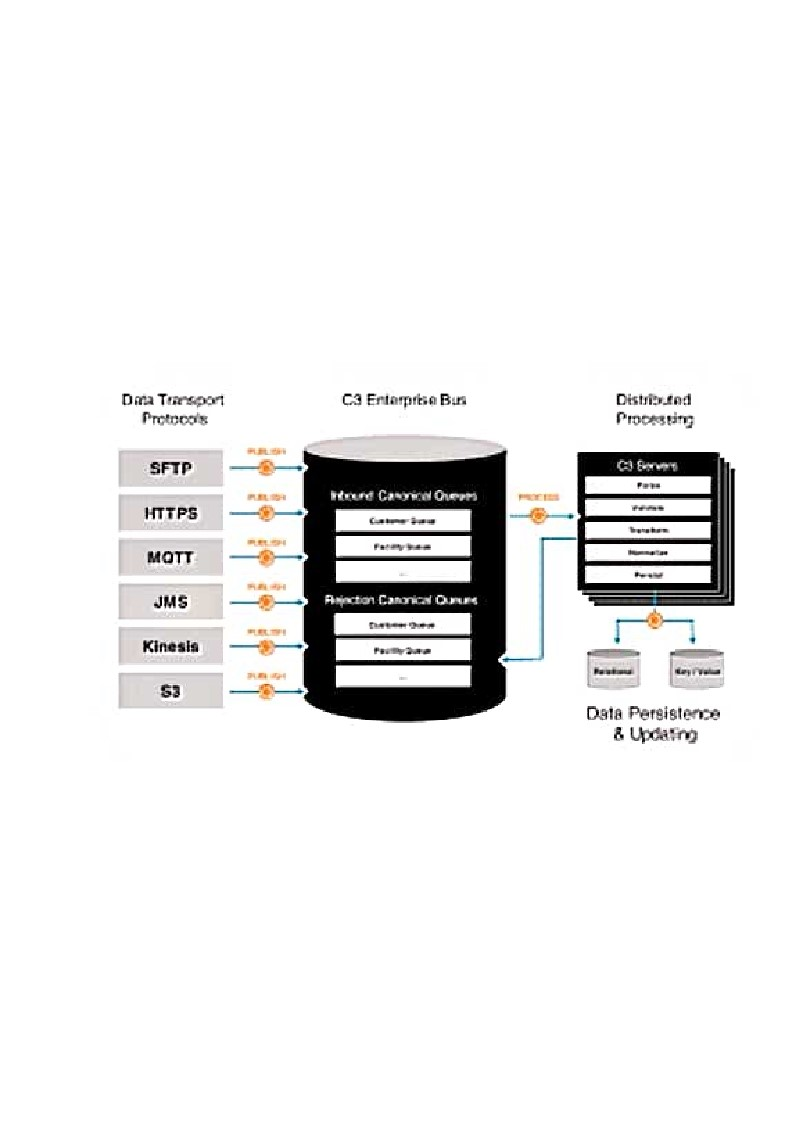 Data Transport
Protocols
C3 Enterprise Bus
Distributed
Processing
SFTP
HTTPS
MQTT
JMS
Kinesis
S3
PUBLISH
PUBLISH
PUBLISH
PUBLISH
PUBLISH
PUBLISH
Inbound Canonical Queues
Customer Queue
Facility Queue
...
Rejection Canonical Queues
Customer Queue
Facility Queue
...
PROCESS
C3 Servers
Parse
Transform
Persist
Relational
Key / Value
Data Persistence
& Updating